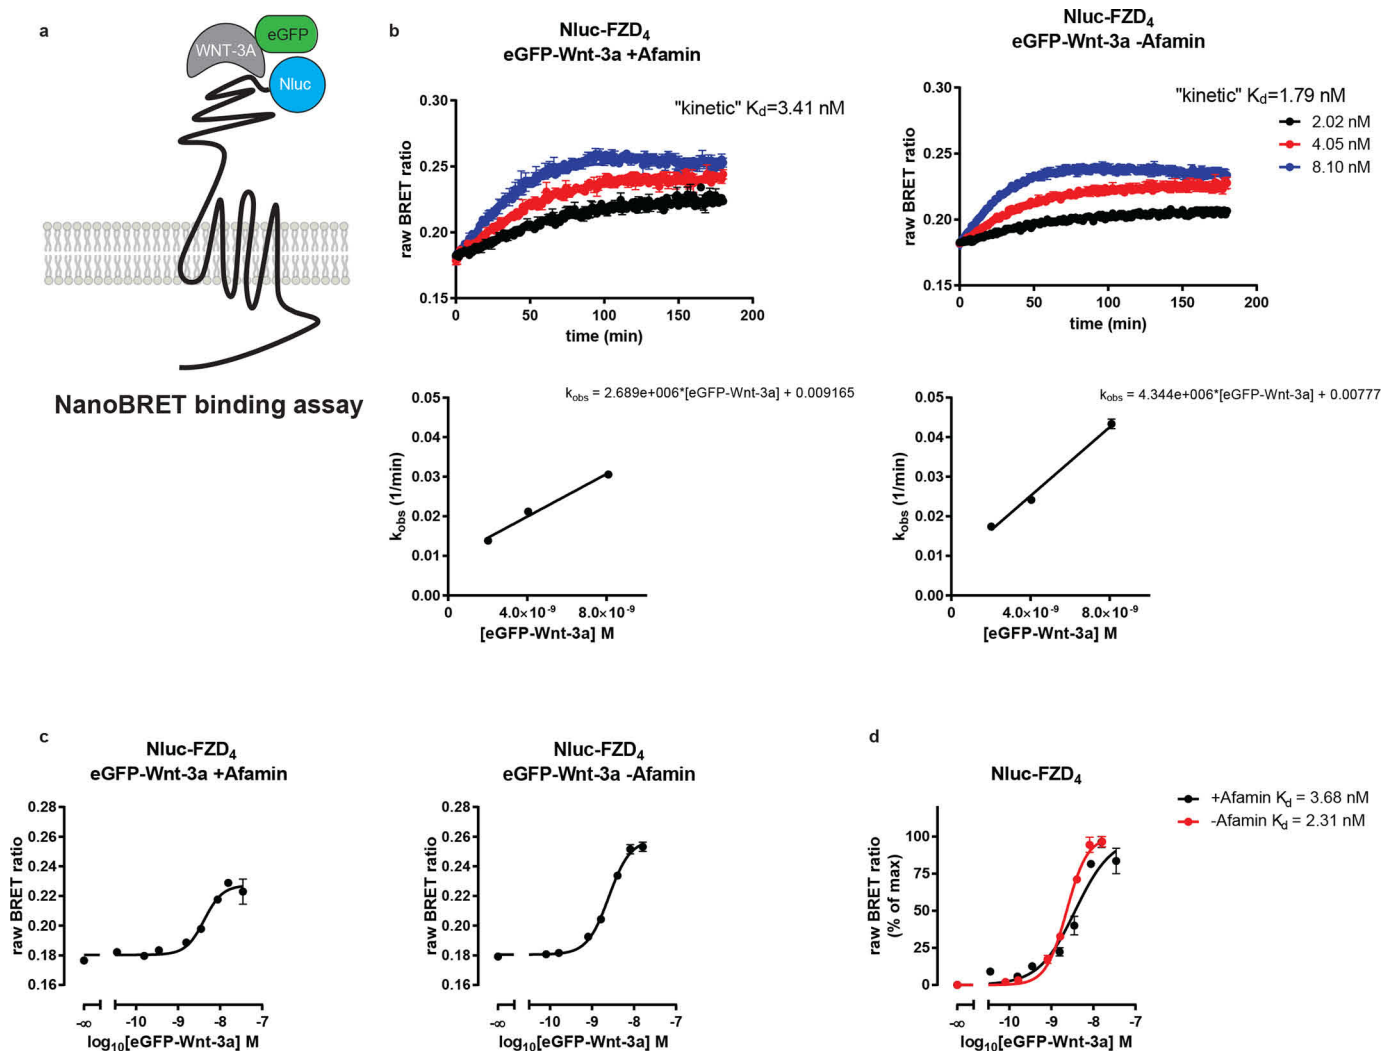 a
WNT-3A
eGFP
Nluc
NanoBRET binding assay
b
Nluc-FZD4
eGFP-Wnt-3a +Afamin
"kinetic" Kd=3.41 nM
raw BRET ratio
0.30
0.25
0.20
0.15
0
50
100
150
200
time (min)
Nluc-FZD4
eGFP-Wnt-3a -Afamin
"kinetic" Kd=1.79 nM
2.02 nM
4.05 nM
8.10 nM
raw BRET ratio
0.30
0.25
0.20
0.15
0
50
100
150
200
time (min)
kobs = 2.689e+006*[eGFP-Wnt-3a] + 0.009165
kobs (1/min)
0.05
0.04
0.03
0.02
0.01
0.00
0
4.0×10-9
8.0×10-9
[eGFP-Wnt-3a] M
kobs = 4.344e+006*[eGFP-Wnt-3a] + 0.00777
kobs (1/min)
0.05
0.04
0.03
0.02
0.01
0.00
0
4.0×10-9
8.0×10-9
[eGFP-Wnt-3a] M
c
Nluc-FZD4
eGFP-Wnt-3a +Afamin
raw BRET ratio
0.28
0.26
0.24
0.22
0.20
0.18
0.16
-∞
-10
-9
-8
-7
log10[eGFP-Wnt-3a] M
Nluc-FZD4
eGFP-Wnt-3a -Afamin
raw BRET ratio
0.28
0.26
0.24
0.22
0.20
0.18
0.16
-∞
-10
-9
-8
-7
log10[eGFP-Wnt-3a] M
d
Nluc-FZD4
+Afamin Kd = 3.68 nM
-Afamin Kd = 2.31 nM
raw BRET ratio
(% of max)
100
75
50
25
0
-∞
-10
-9
-8
-7
log10[eGFP-Wnt-3a] M